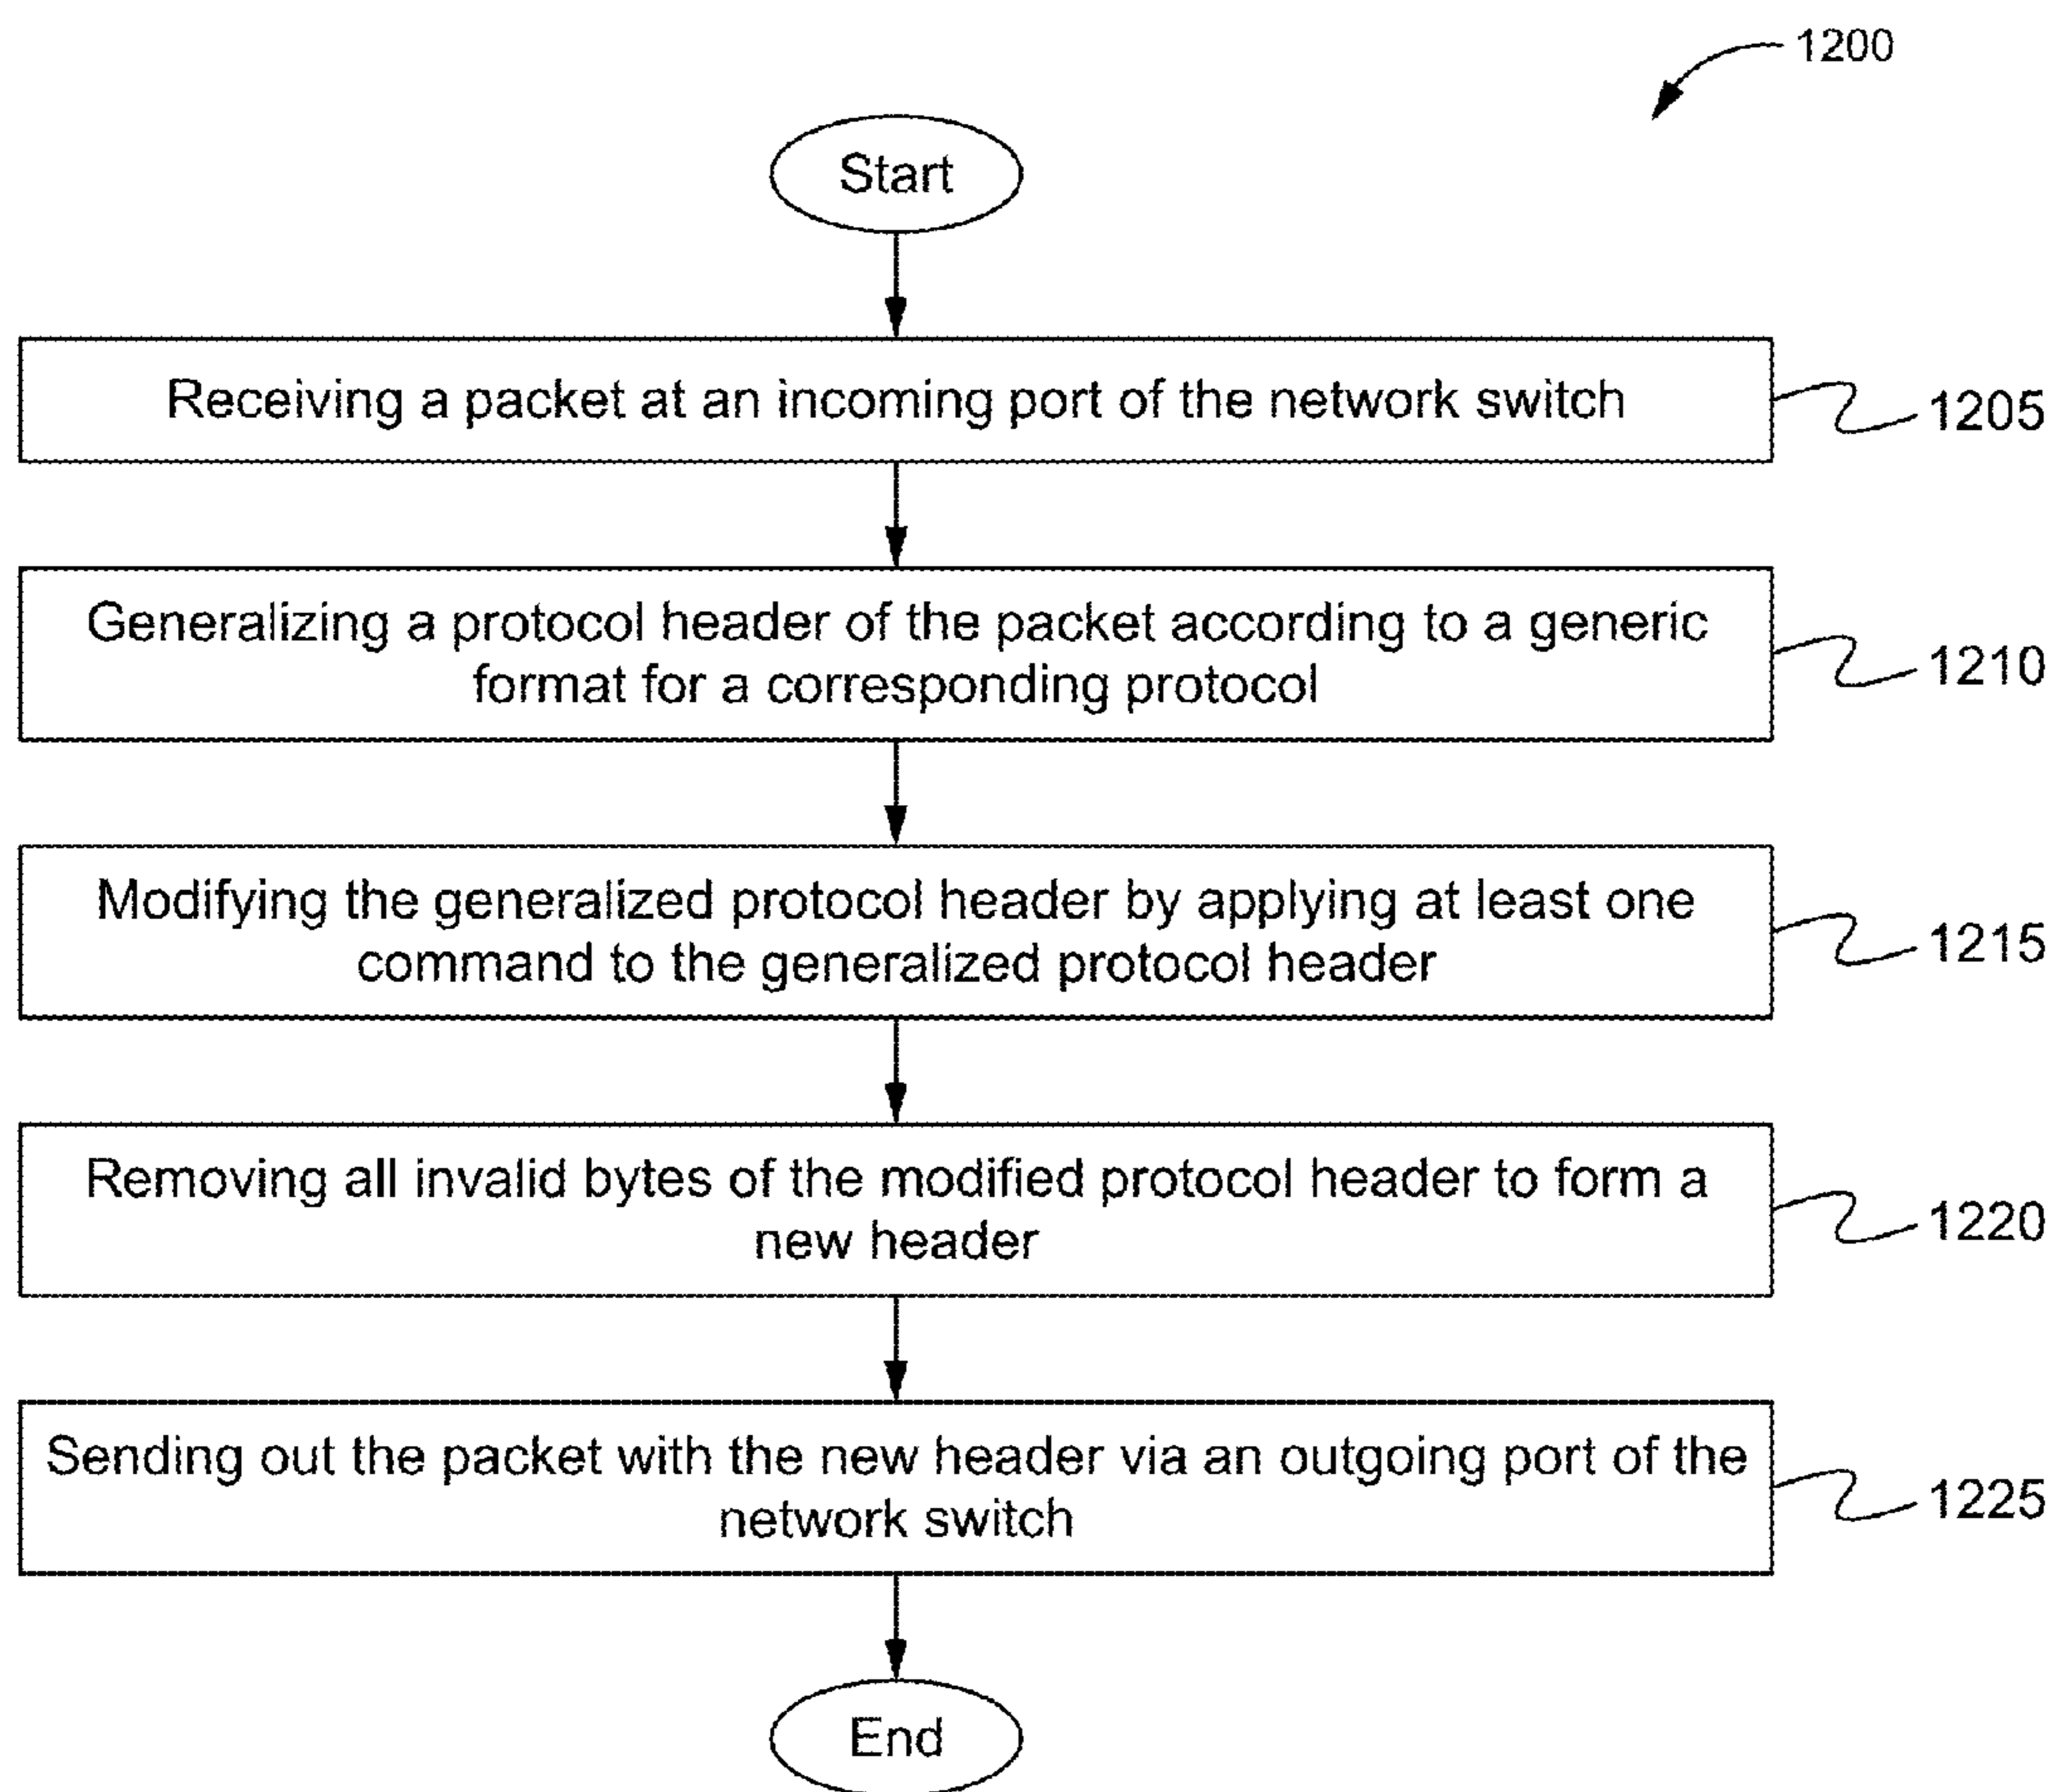 1200
Start
Receiving a packet at an incoming port of the network switch
1205
Generalizing a protocol header of the packet according to a generic
format for a corresponding protocol
1210
Modifying the generalized protocol header by applying at least one
command to the generalized protocol header
1215
Removing all invalid bytes of the modified protocol header to form a
new header
1220
Sending out the packet with the new header via an outgoing port of the
network switch
1225
End